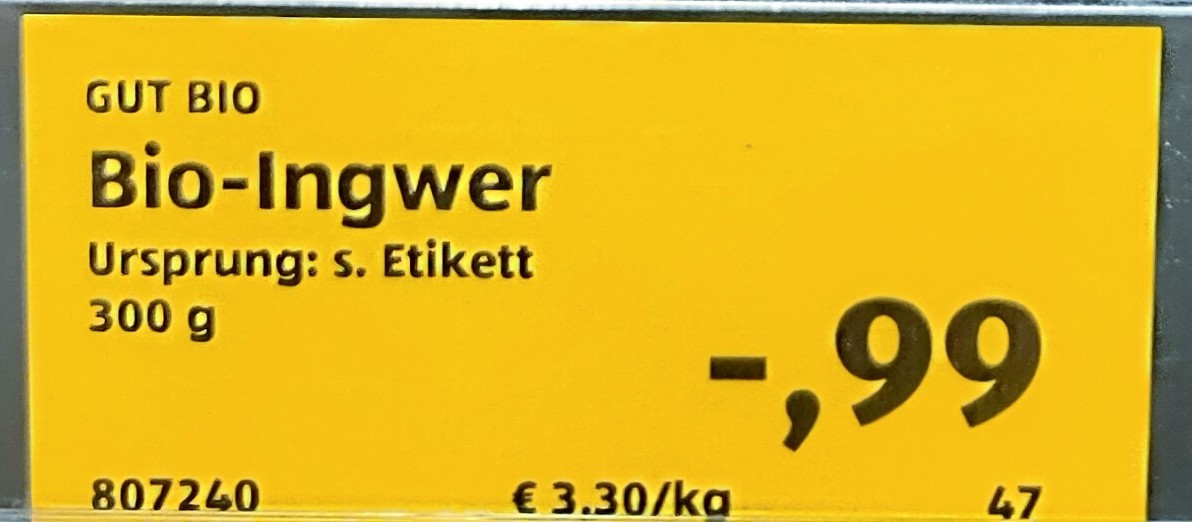 GUT BIO
Bio-Ingwer
Ursprung: s. Etikett
300 g
-,99
807240 € 3.30/kg 47